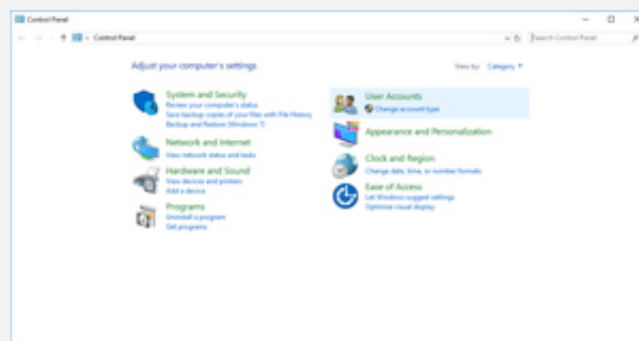 Control Panel
Control Panel
Search Control Panel
Adjust your computer's settings
View by: Category
System and Security
Review your computer's status
Save backup copies of your files with File History
Backup and Restore (Windows 7)
Network and Internet
View network status and tasks
Hardware and Sound
View devices and printers
Add a device
Programs
Uninstall a program
Get programs
User Accounts
Change account type
Appearance and Personalization
Clock and Region
Change date, time, or number formats
Ease of Access
Let Windows suggest settings
Optimize visual display